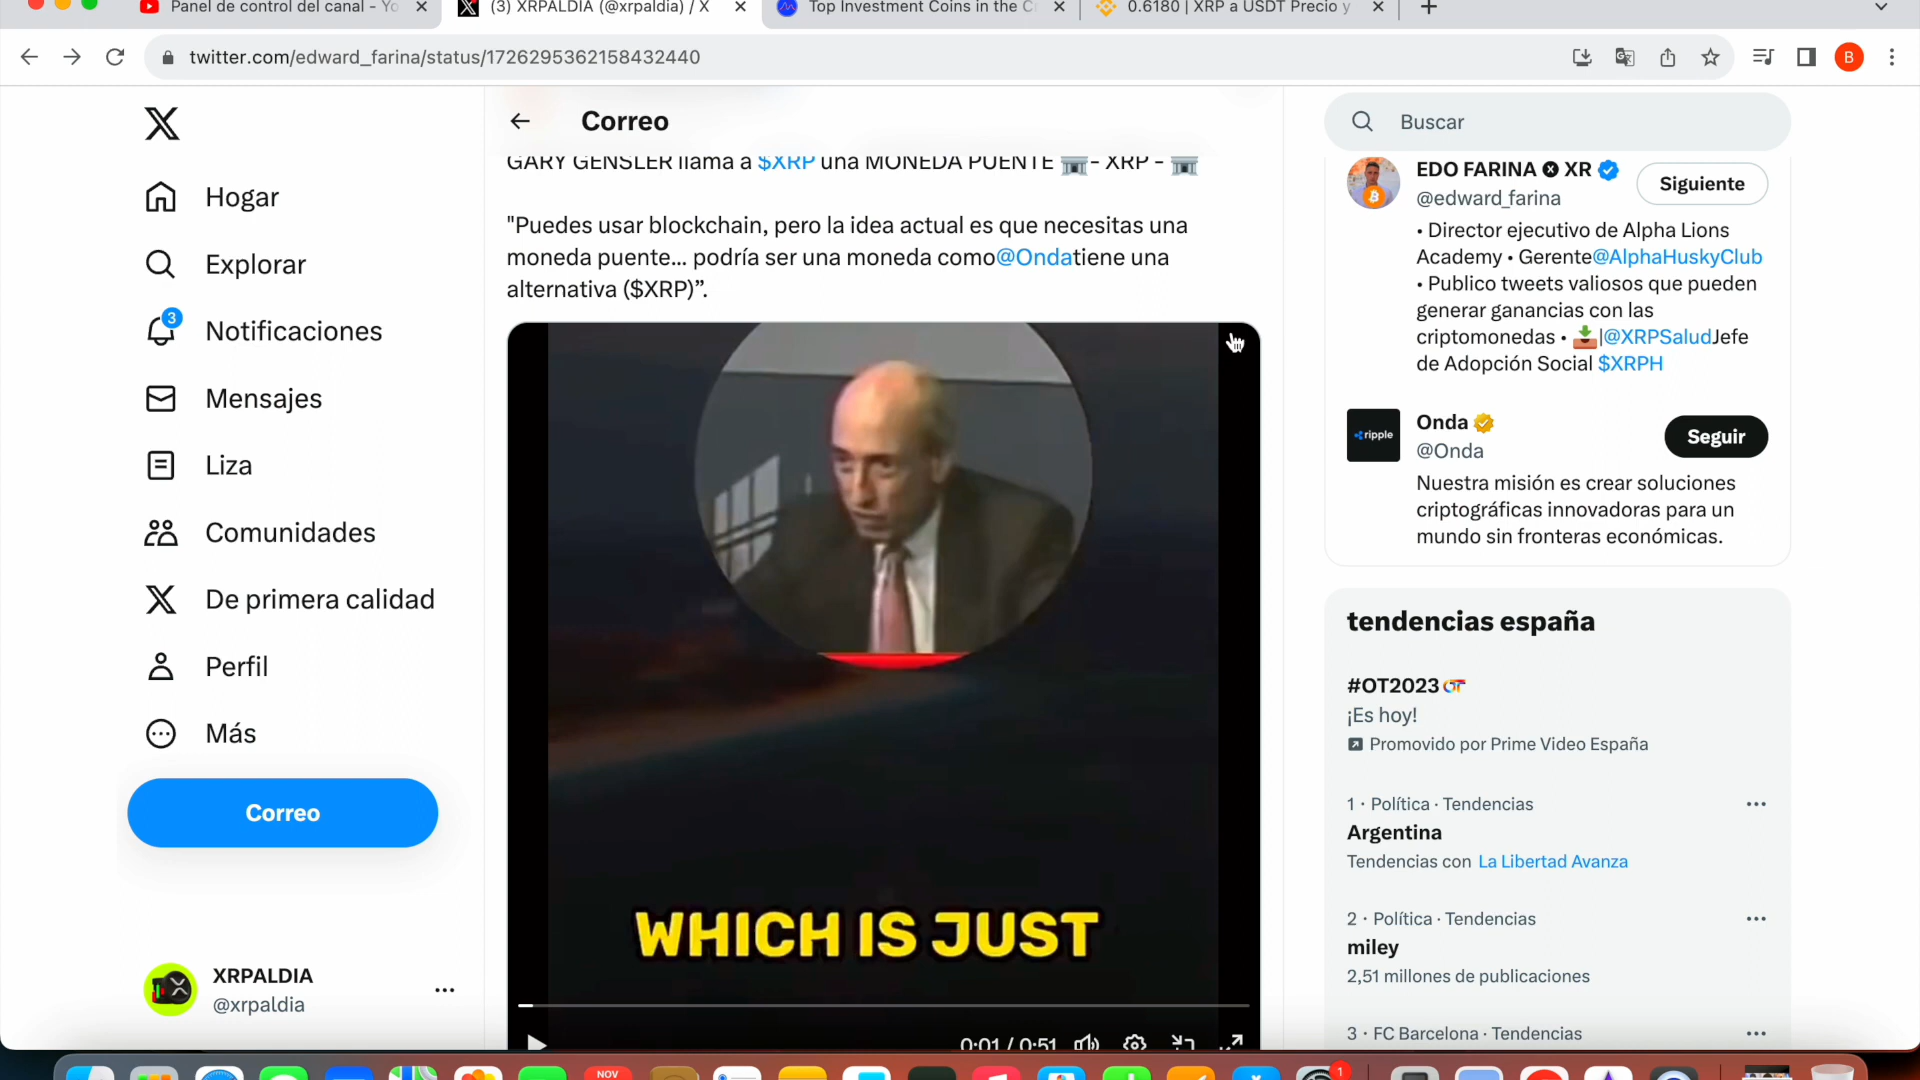 Panel de control del canal - Yo
(3) XRPALDIA (@xrpaldia) / X
Top Investment Coins in the C
0.6180 | XRP a USDT Precio y
twitter.com/edward_farina/status/1726295362158432440
B
Hogar
Explorar
3
Notificaciones
Mensajes
Liza
Comunidades
De primera calidad
Perfil
Más
Correo
XRPALDIA
@xrpaldia
Correo
GARY GENSLER llama a $XRP una MONEDA PUENTE 🏛️- XRP - 🏛️
"Puedes usar blockchain, pero la idea actual es que necesitas una
moneda puente... podría ser una moneda como@Ondatiene una
alternativa ($XRP)”.
WHICH IS JUST
0:01 / 0:51
Buscar
EDO FARINA 🅧 XR
Siguiente
@edward_farina
• Director ejecutivo de Alpha Lions
Academy • Gerente@AlphaHuskyClub
• Publico tweets valiosos que pueden
generar ganancias con las
criptomonedas • 📥|@XRPSaludJefe
de Adopción Social $XRPH
ripple
Onda
Seguir
@Onda
Nuestra misión es crear soluciones
criptográficas innovadoras para un
mundo sin fronteras económicas.
tendencias españa
#OT2023
¡Es hoy!
Promovido por Prime Video España
1 · Política · Tendencias
Argentina
Tendencias con La Libertad Avanza
2 · Política · Tendencias
miley
2,51 millones de publicaciones
3 · FC Barcelona · Tendencias
NOV
1